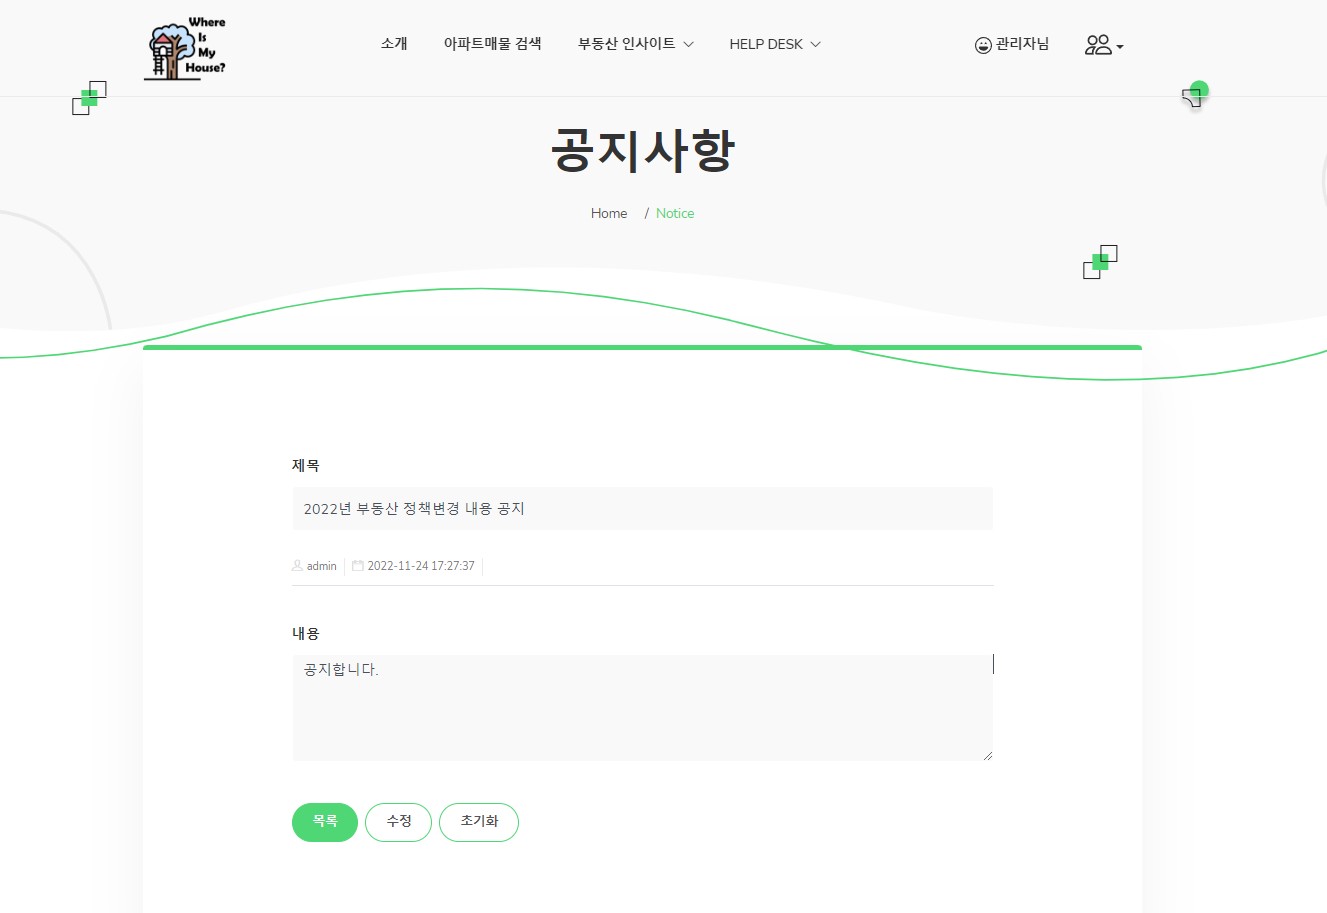 Where
Is
My
House?
소개 아파트매물 검색 부동산 인사이트 HELP DESK 관리자님
공지사항
Home / Notice
제목
2022년 부동산 정책변경 내용 공지
admin 2022-11-24 17:27:37
내용
공지합니다.
목록 수정 초기화